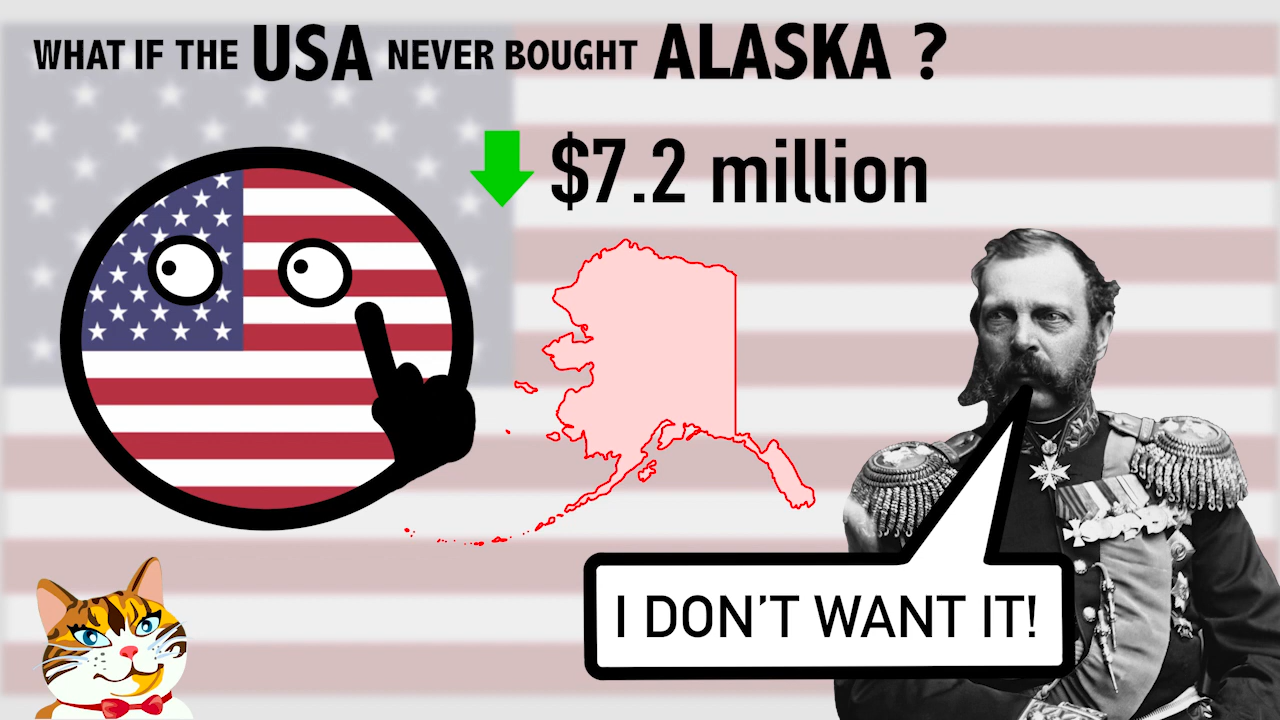 WHAT IF THE USA NEVER BOUGHT ALASKA ?
$7.2 million
I DON'T WANT IT!